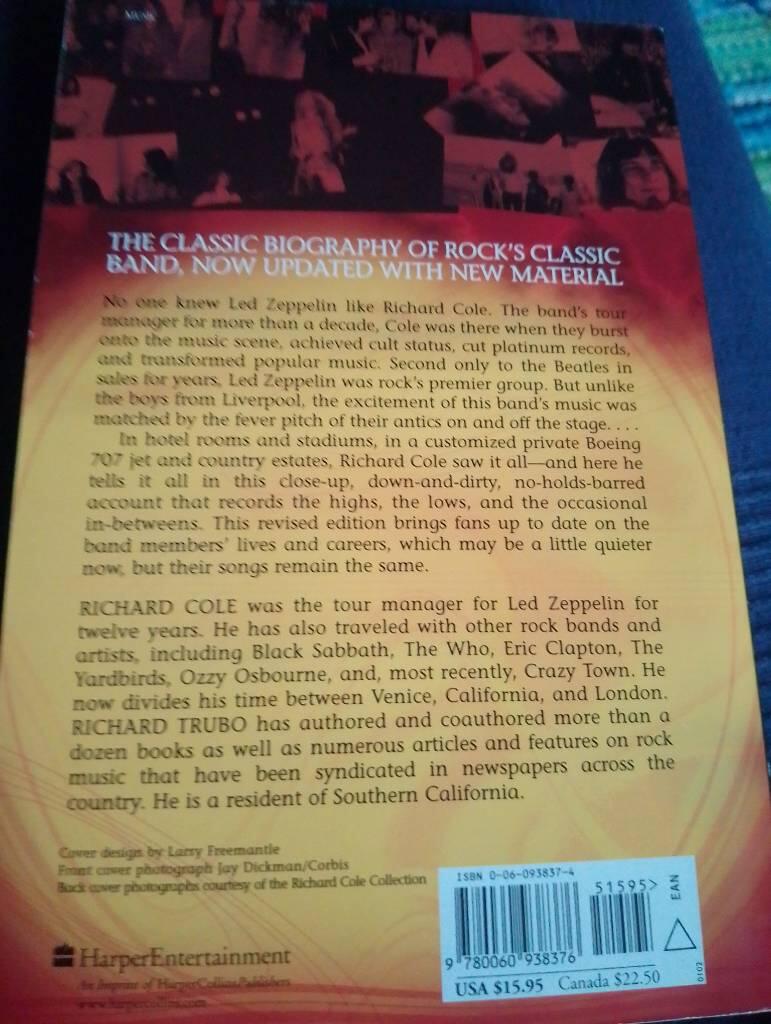 MUSIC
THE CLASSIC BIOGRAPHY OF ROCK'S CLASSIC
BAND, NOW UPDATED WITH NEW MATERIAL
No one knew Led Zeppelin like Richard Cole. The band's tour
manager for more than a decade, Cole was there when they burst
onto the music scene, achieved cult status, cut platinum records,
and transformed popular music. Second only to the Beatles in
sales for years, Led Zeppelin was rock's premier group. But unlike
the boys from Liverpool, the excitement of this band's music was
matched by the fever pitch of their antics on and off the stage. . . .
In hotel rooms and stadiums, in a customized private Boeing
707 jet and country estates, Richard Cole saw it all—and here he
tells it all in this close-up, down-and-dirty, no-holds-barred
account that records the highs, the lows, and the occasional
in-betweens. This revised edition brings fans up to date on the
band members' lives and careers, which may be a little quieter
now, but their songs remain the same.
RICHARD COLE was the tour manager for Led Zeppelin for
twelve years. He has also traveled with other rock bands and
artists, including Black Sabbath, The Who, Eric Clapton, The
Yardbirds, Ozzy Osbourne, and, most recently, Crazy Town. He
now divides his time between Venice, California, and London.
RICHARD TRUBO has authored and coauthored more than a
dozen books as well as numerous articles and features on rock
music that have been syndicated in newspapers across the
country. He is a resident of Southern California.
Cover design by Larry Freemantle
Front cover photograph Jay Dickman/Corbis
Back cover photographs courtesy of the Richard Cole Collection
HarperEntertainment
An Imprint of HarperCollinsPublishers
www.harpercollins.com
ISBN 0-06-093837-4
51595>
EAN
9 780060 938376
USA $15.95 Canada $22.50
0102